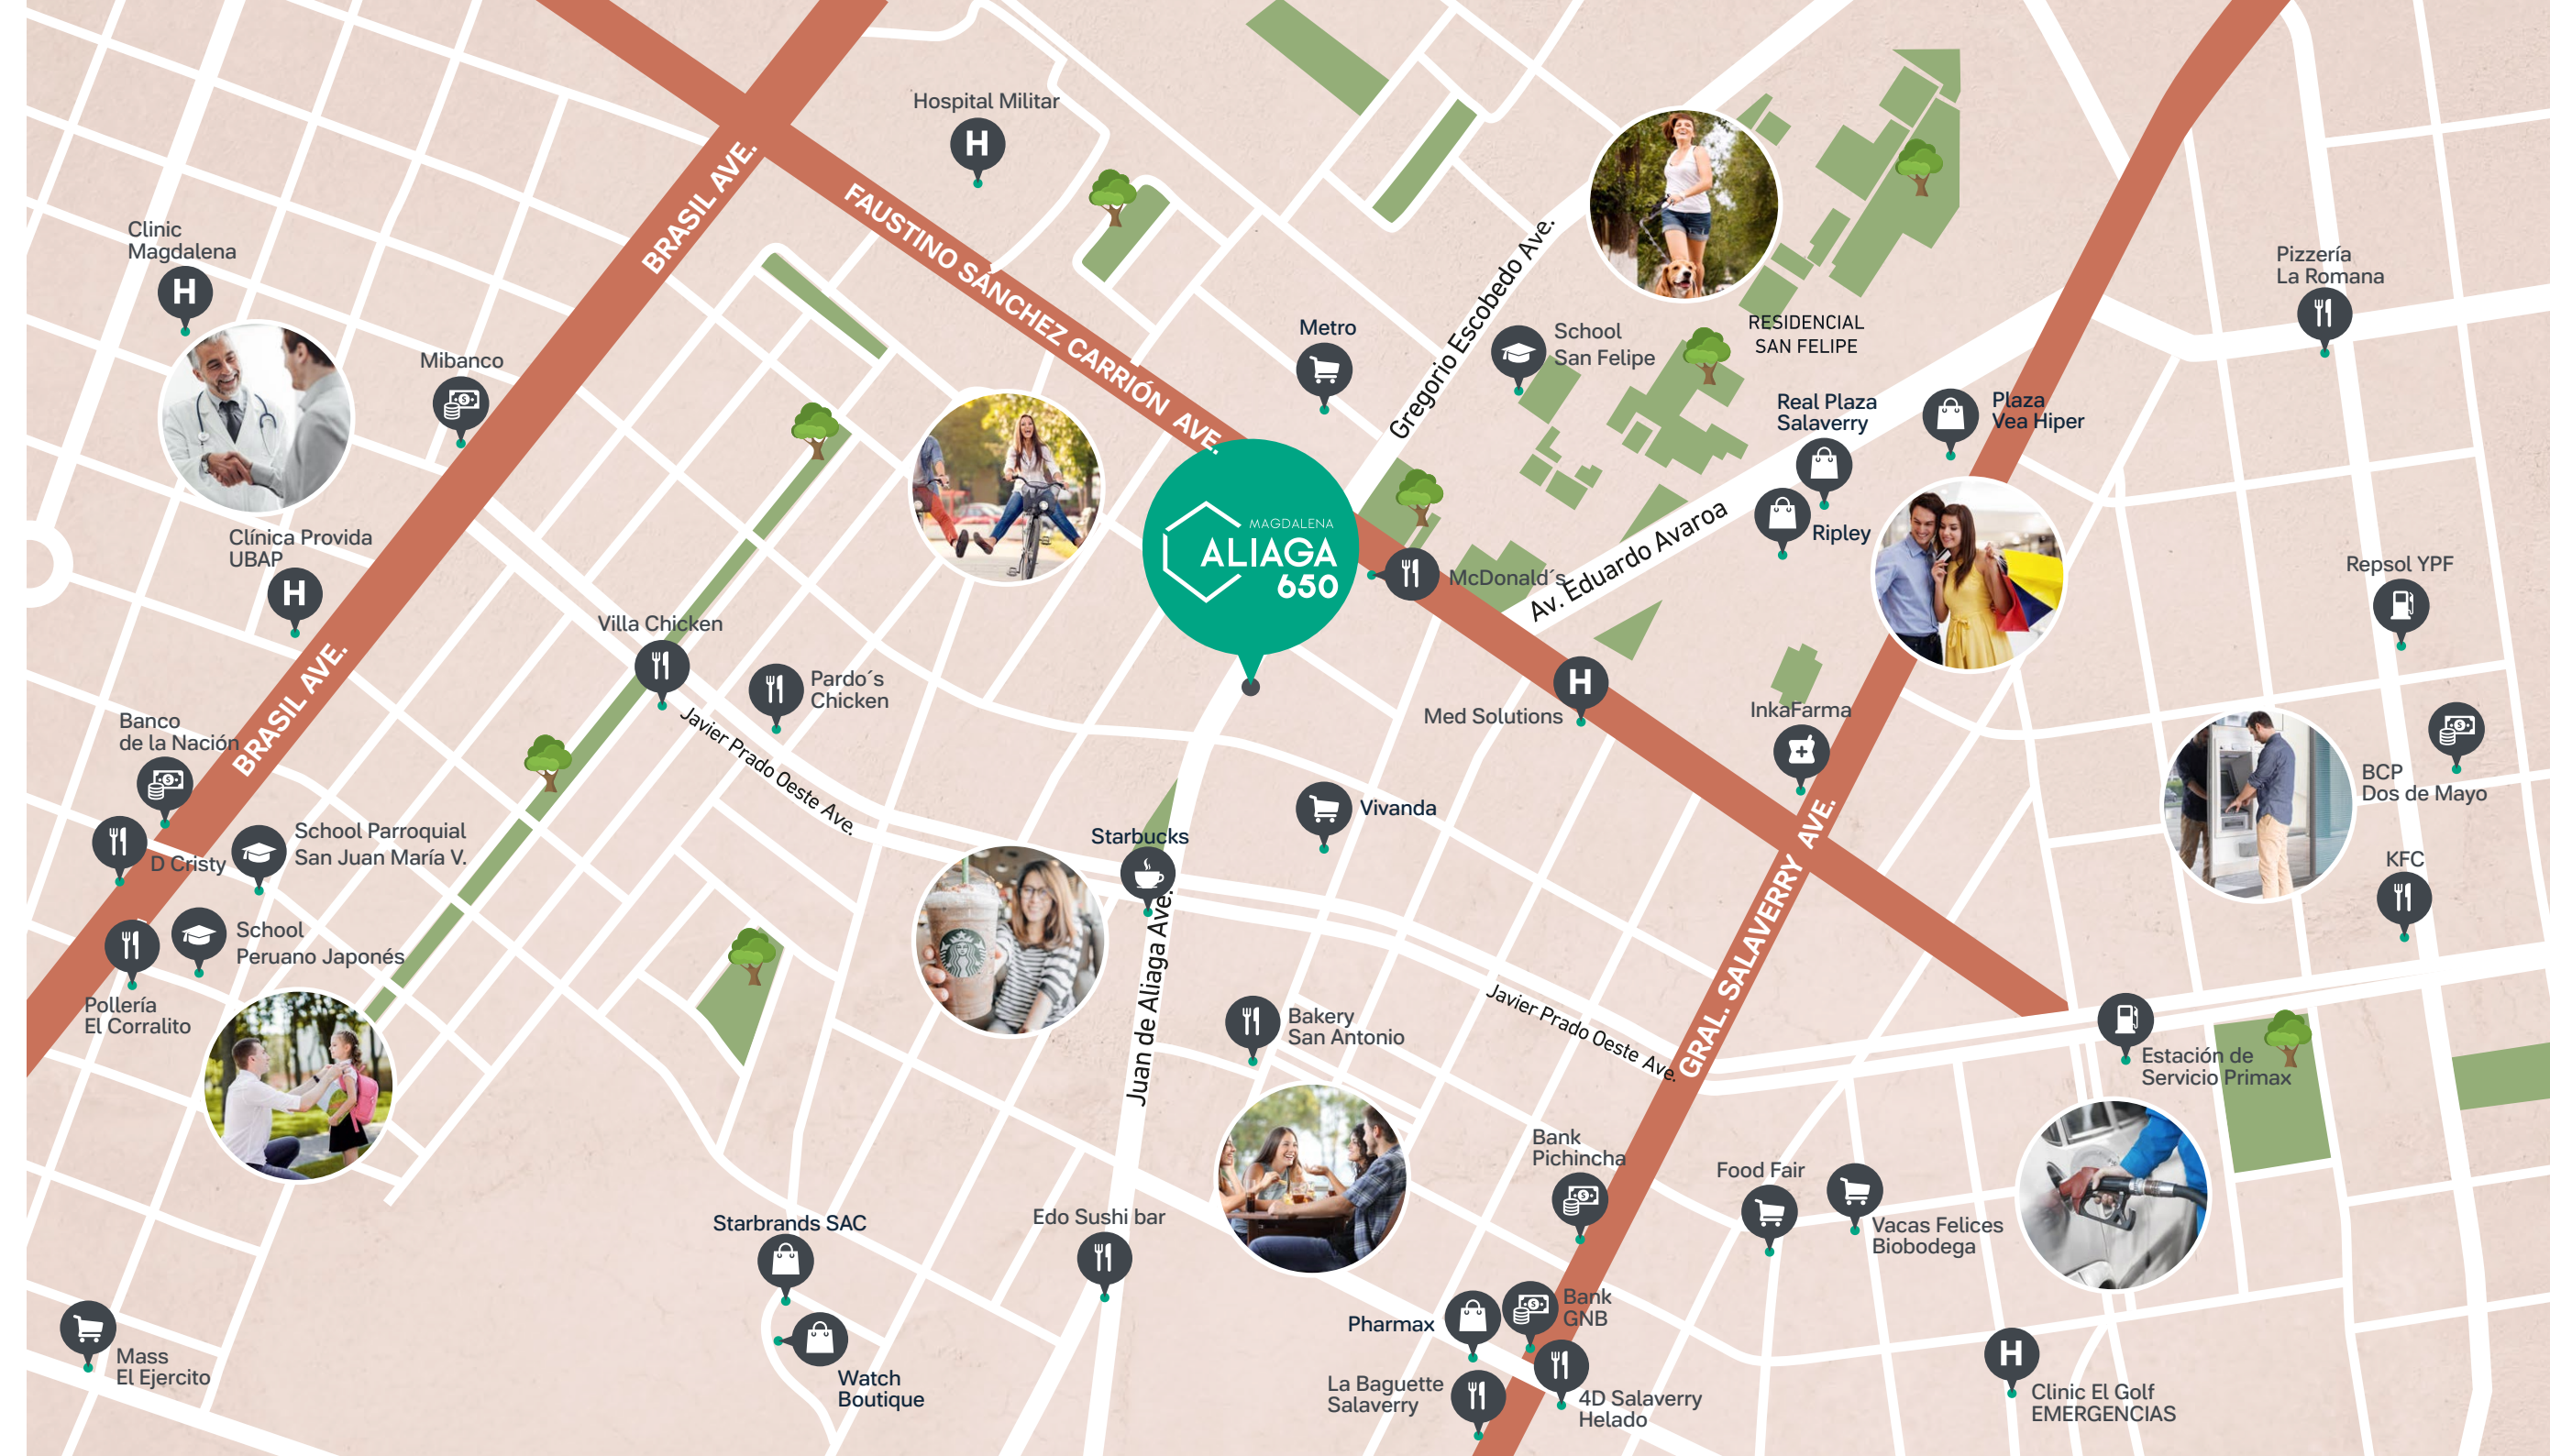 Hospital Militar
H
BRASIL AVE.
FAUSTINO SÁNCHEZ CARRIÓN AVE.
Clinic
Magdalena
H
Mibanco
Metro
Gregorio Escobedo Ave.
School
San Felipe
RESIDENCIAL
SAN FELIPE
Pizzería
La Romana
Real Plaza
Salaverry
Plaza
Vea Hiper
Ripley
Av. Eduardo Avaroa
MAGDALENA
ALIAGA
650
McDonald´s
Clínica Provida
UBAP
H
Repsol YPF
Villa Chicken
Pardo´s
Chicken
Javier Prado Oeste Ave.
H
Med Solutions
InkaFarma
BRASIL AVE.
Banco
de la Nación
BCP
Dos de Mayo
Vivanda
Starbucks
D Cristy
School Parroquial
San Juan María V.
KFC
School
Peruano Japonés
Pollería
El Corralito
Juan de Aliaga Ave.
Bakery
San Antonio
Javier Prado Oeste Ave.
GRAL. SALAVERRY AVE.
Estación de
Servicio Primax
Bank
Pichincha
Food Fair
Vacas Felices
Biobodega
Starbrands SAC
Edo Sushi bar
Watch
Boutique
Pharmax
Bank
GNB
La Baguette
Salaverry
4D Salaverry
Helado
H
Clinic El Golf
EMERGENCIAS
Mass
El Ejercito